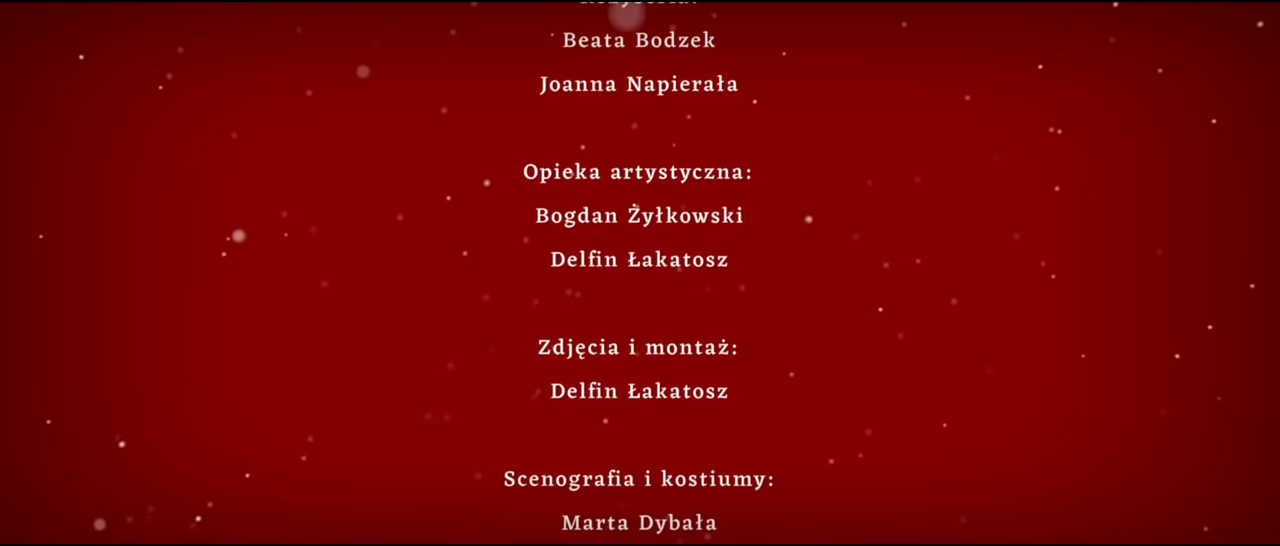 Beata Bodzek
Joanna Napierała
Opieka artystyczna:
Bogdan Żyłkowski
Delfin Łakatosz
Zdjęcia i montaż:
Delfin Łakatosz
Scenografia i kostiumy:
Marta Dybała